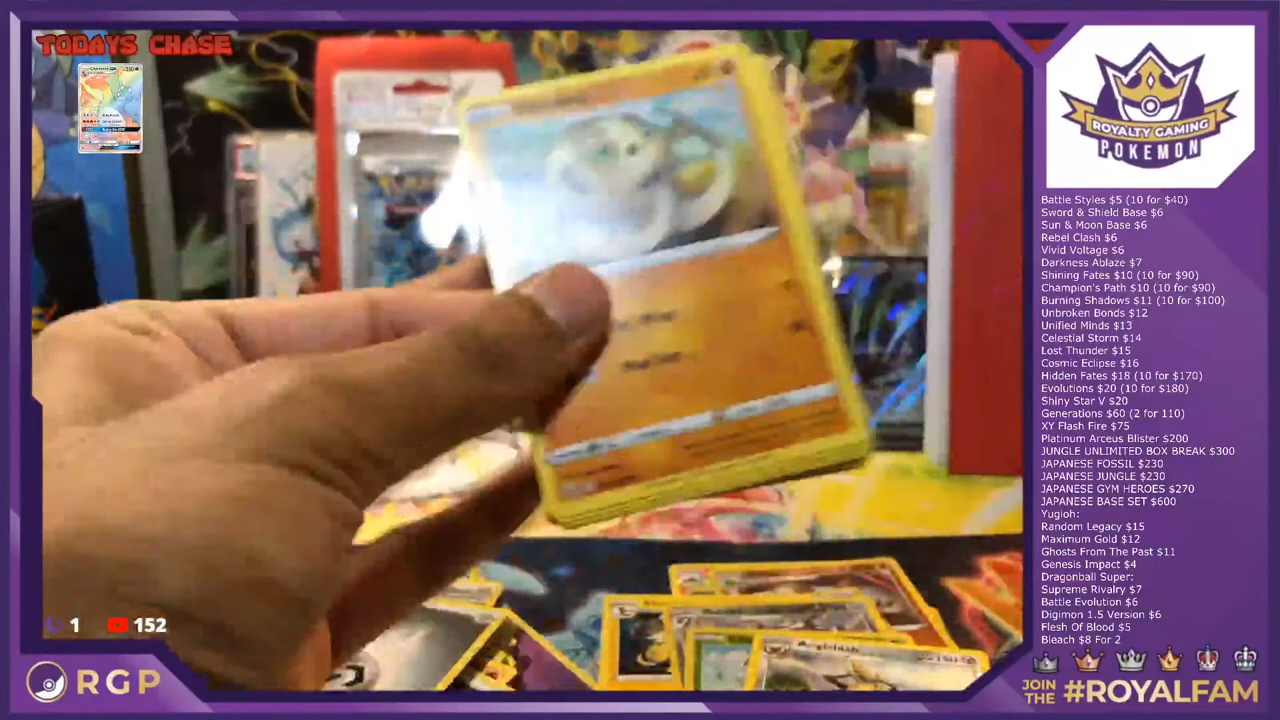 TODAYS CHASE
1
152
RGP
ROYALTY GAMING
POKEMON
Battle Styles $5 (10 for $40)
Sword & Shield Base $6
Sun & Moon Base $6
Rebel Clash $6
Vivid Voltage $6
Darkness Ablaze $7
Shining Fates $10 (10 for $90)
Champion's Path $10 (10 for $90)
Burning Shadows $11 (10 for $100)
Unbroken Bonds $12
Unified Minds $13
Celestial Storm $14
Lost Thunder $15
Cosmic Eclipse $16
Hidden Fates $18 (10 for $170)
Evolutions $20 (10 for $180)
Shiny Star V $20
Generations $60 (2 for 110)
XY Flash Fire $75
Platinum Arceus Blister $200
JUNGLE UNLIMITED BOX BREAK $300
JAPANESE FOSSIL $230
JAPANESE JUNGLE $230
JAPANESE GYM HEROES $270
JAPANESE BASE SET $600
Yugioh:
Random Legacy $15
Maximum Gold $12
Ghosts From The Past $11
Genesis Impact $4
Dragonball Super:
Supreme Rivalry $7
Battle Evolution $6
Digimon 1.5 Version $6
Flesh Of Blood $5
Bleach $8 For 2
JOIN
THE #ROYALFAM